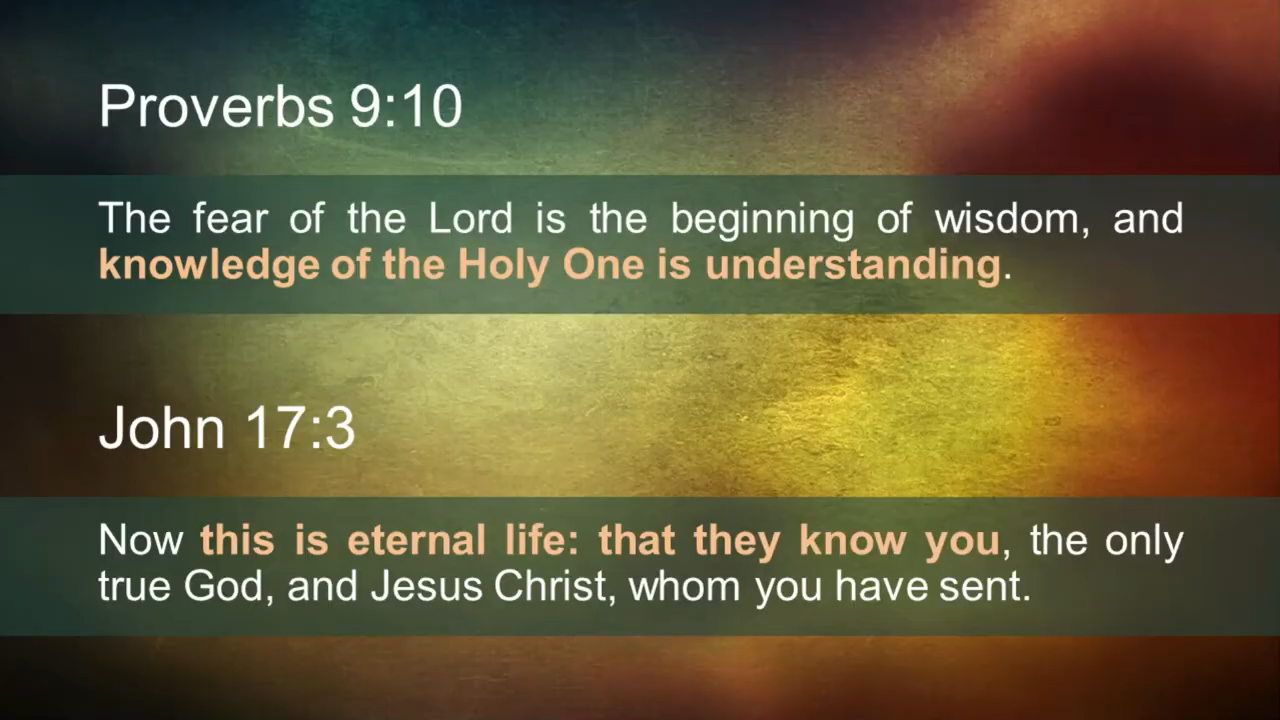 Proverbs 9:10
The fear of the Lord is the beginning of wisdom, and
knowledge of the Holy One is understanding.
John 17:3
Now this is eternal life: that they know you, the only
true God, and Jesus Christ, whom you have sent.